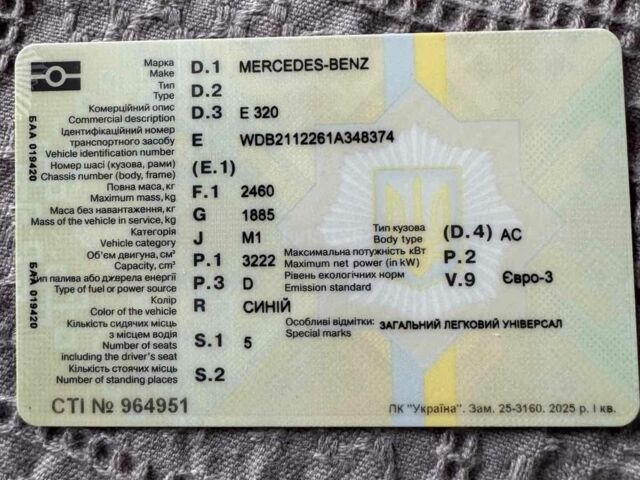 Марка D.1 MERCEDES-BENZ
Make
Тип D.2
Type
Комерційний опис D.3 E 320
Commercial description
Ідентифікаційний номер
транспортного засобу E WDB2112261A348374
Vehicle identification number
Номер шасі (кузова, рами) (E.1)
Chassis number (body, frame)
Повна маса, кг F.1 2460
Maximum mass, kg
Маса без навантаження, кг G 1885
Mass of the vehicle in service, kg
Категорія J M1
Vehicle category
Тип кузова (D.4) АС
Body type
Об'єм двигуна, см³ P.1 3222
Capacity, cm³
Максимальна потужність кВт P.2
Maximum net power (in kW)
Тип палива або джерела енергії P.3 D
Type of fuel or power source
Рівень екологічних норм V.9 Євро-3
Emission standard
Колір R СИНІЙ
Color of the vehicle
Особливі відмітки: ЗАГАЛЬНИЙ ЛЕГКОВИЙ УНІВЕРСАЛ
Special marks
Кількість сидячих місць
з місцем водія S.1 5
Number of seats
including the driver's seat
Кількість стоячих місць S.2
Number of standing places
СТІ № 964951
ПК "Україна". Зам. 25-3160. 2025 р. І кв.
5АА 019420
5АА 019420